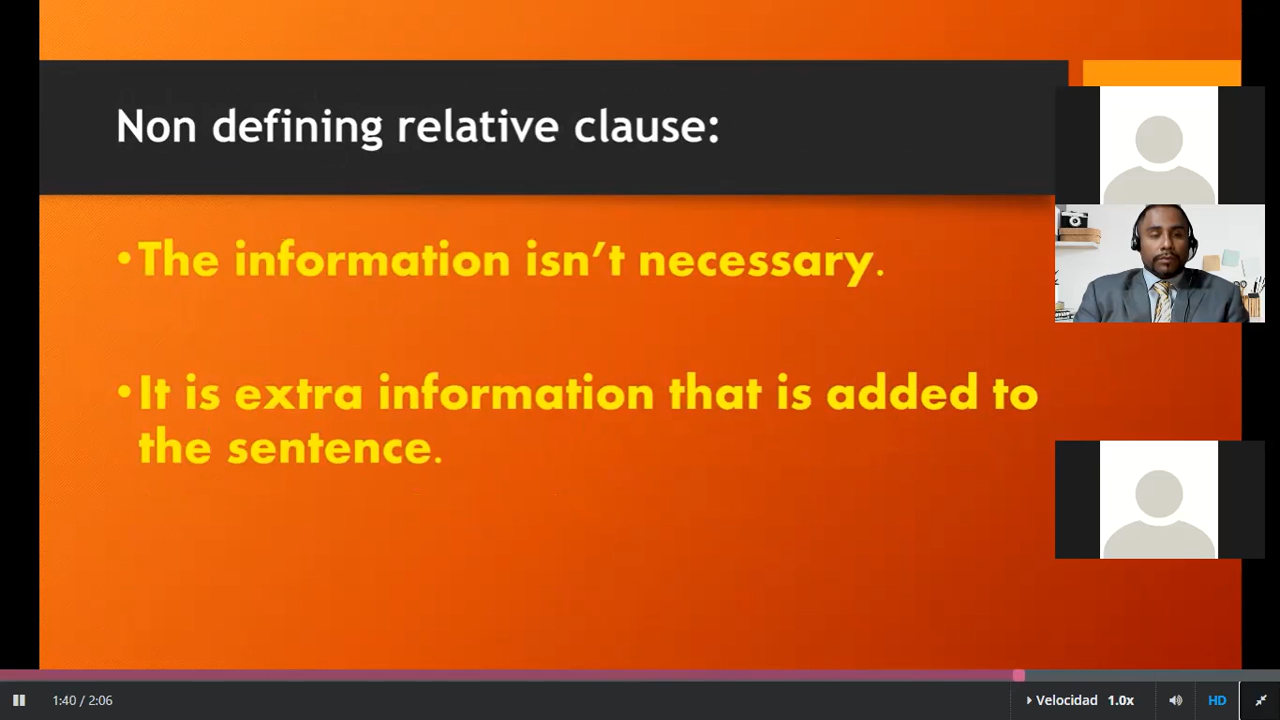 Non defining relative clause:
•The information isn’t necessary.
•It is extra information that is added to
the sentence.
1:40 / 2:06
Velocidad 1.0x
HD